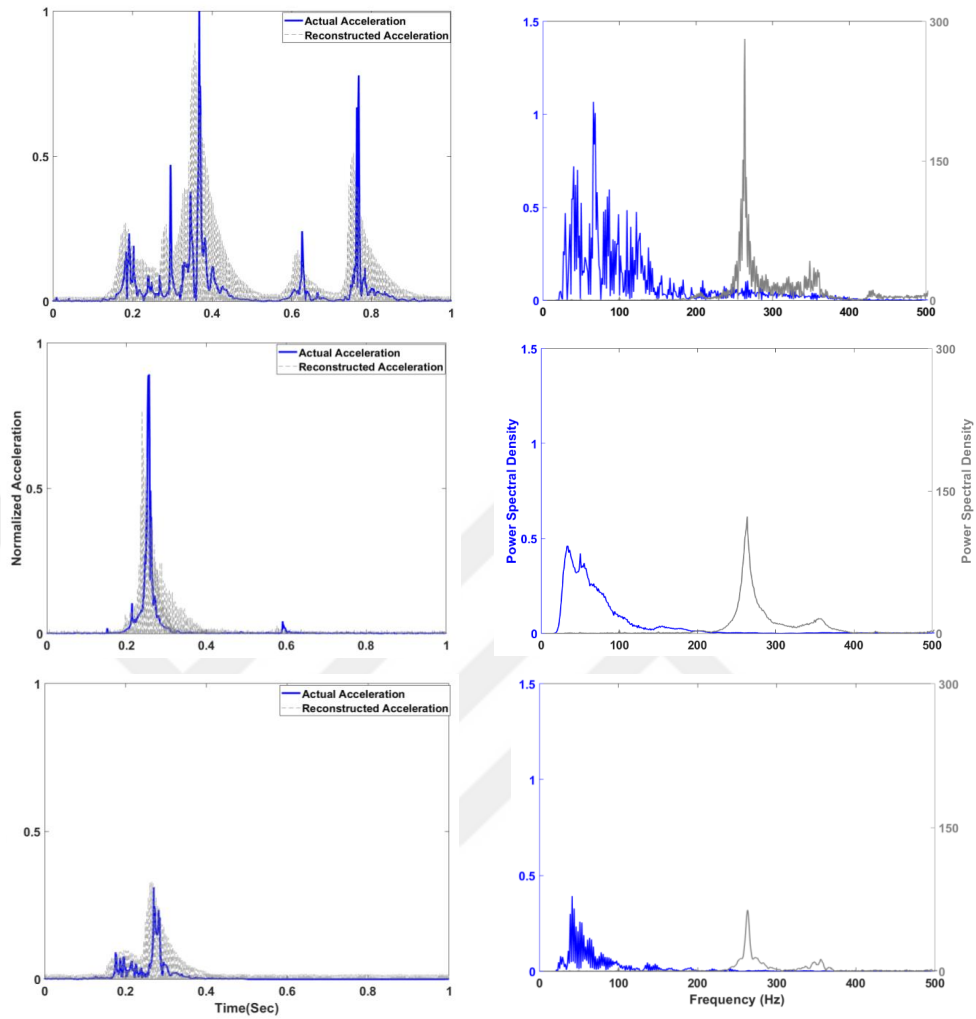 1
0.5
0
0 0.2 0.4 0.6 0.8 1
Actual Acceleration
Reconstructed Acceleration
1.5
1
0.5
0
0 100 200 300 400 500
300
150
0
Normalized Acceleration
1
0.5
0
0 0.2 0.4 0.6 0.8 1
Actual Acceleration
Reconstructed Acceleration
Power Spectral Density
1.5
1
0.5
0
0 100 200 300 400 500
300
150
0
Power Spectral Density
1
0.5
0
0 0.2 0.4 0.6 0.8 1
Time(Sec)
Actual Acceleration
Reconstructed Acceleration
1.5
1
0.5
0
0 100 200 300 400 500
Frequency (Hz)
300
150
0